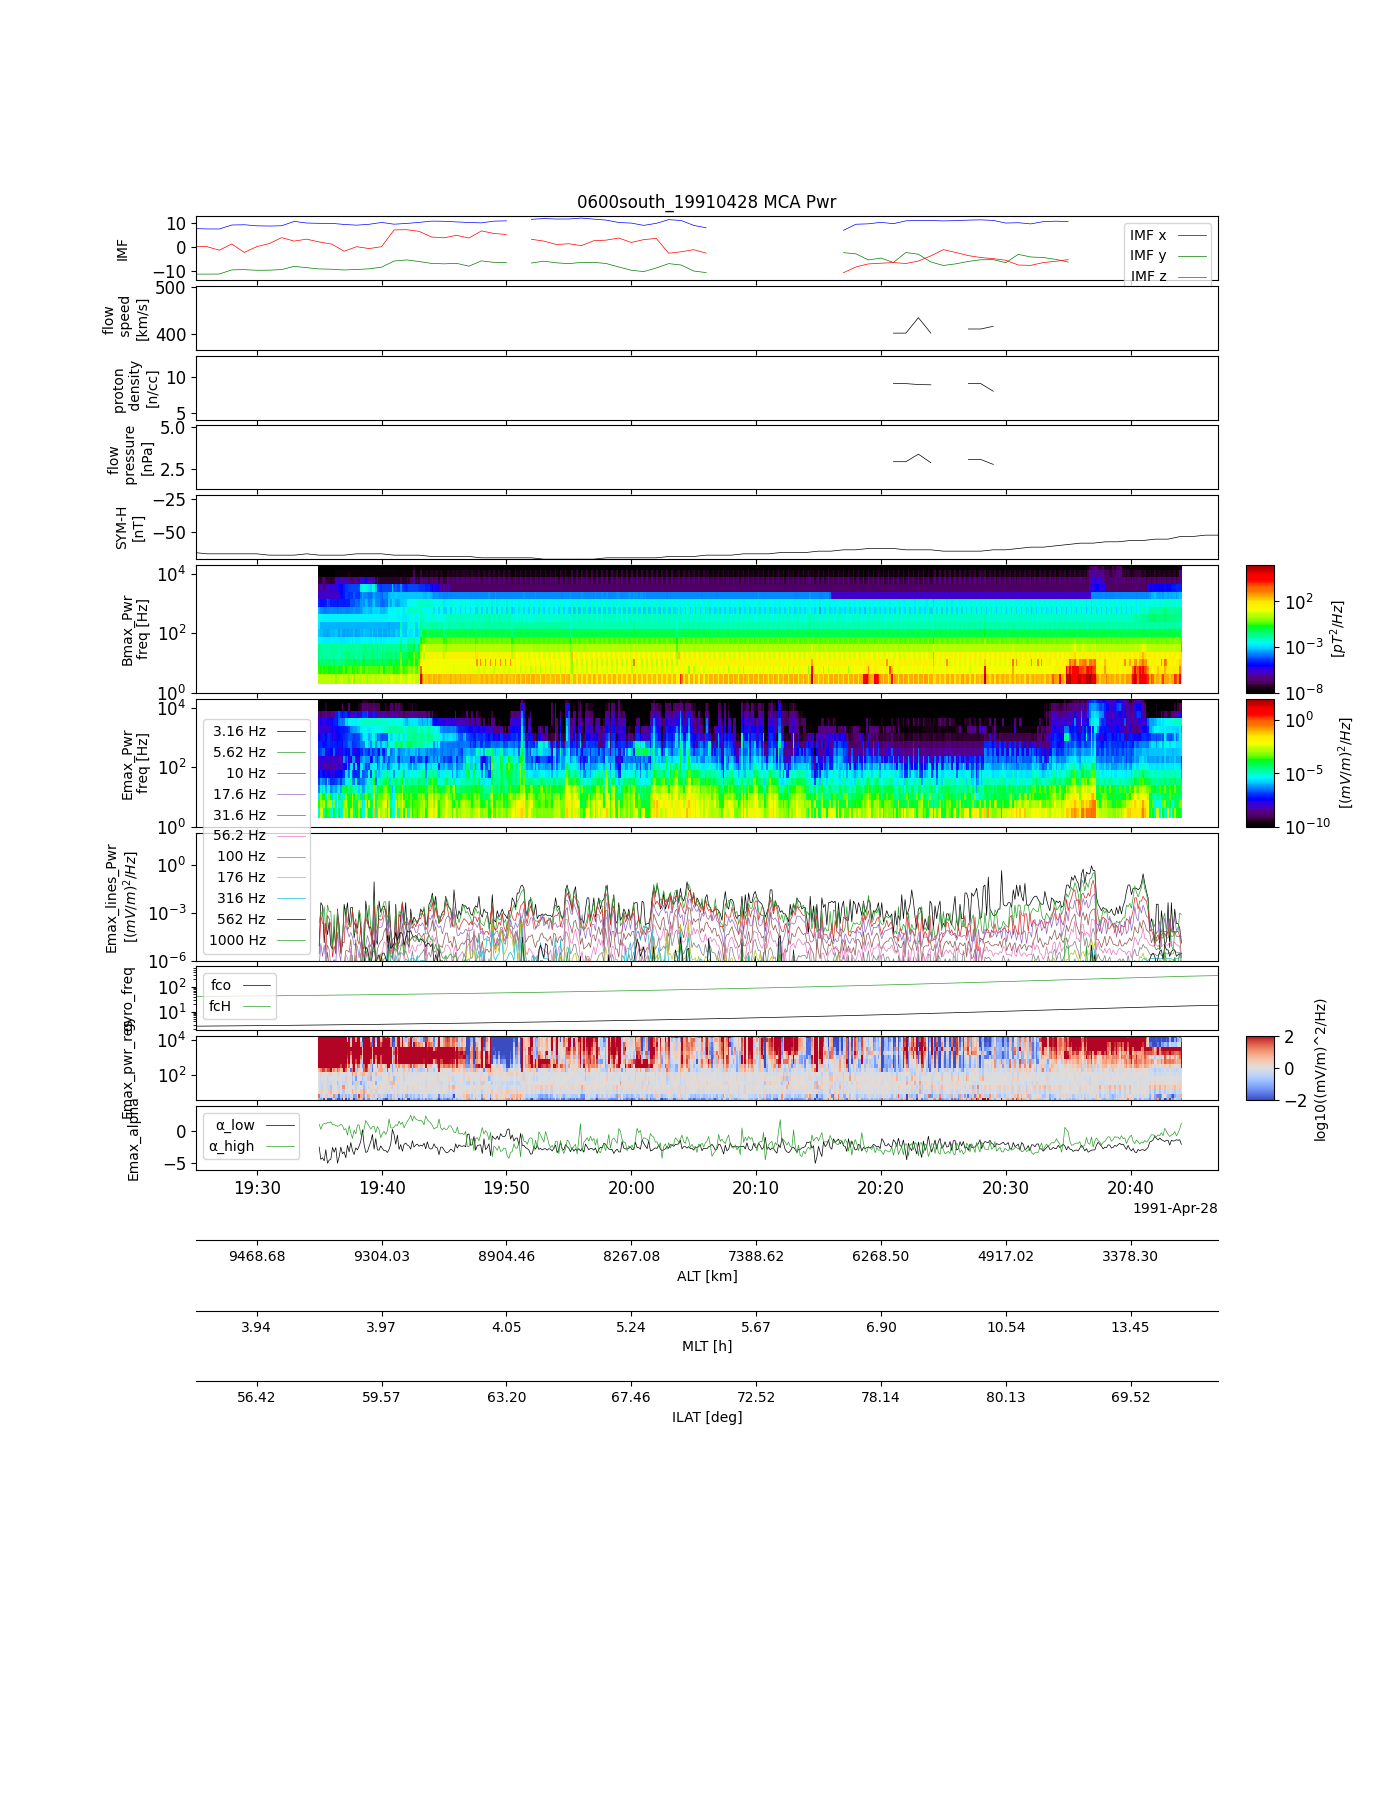 0600south_19910428 MCA Pwr
10
0
−10
IMF
IMF x
IMF y
IMF z
500
400
flow
speed
[km/s]
10
5
proton
density
[n/cc]
5.0
2.5
flow
pressure
[nPa]
−25
−50
SYM-H
[nT]
10^4
10^2
10^0
Bmax_Pwr
freq [Hz]
10^2
10^−3
10^−8
[pT^2/Hz]
10^4
10^2
10^0
Emax_Pwr
freq [Hz]
10^0
10^−5
10^−10
[(mV/m)^2/Hz]
3.16 Hz
5.62 Hz
10 Hz
17.6 Hz
31.6 Hz
56.2 Hz
100 Hz
176 Hz
316 Hz
562 Hz
1000 Hz
10^0
10^−3
10^−6
Emax_lines_Pwr
[(mV/m)^2/Hz]
10^2
10^1
gyro_freq
fco
fcH
10^4
10^2
Emax_pwr_res
2
0
−2
log10((mV/m)^2/Hz)
0
−5
Emax_alpha
α_low
α_high
19:30 19:40 19:50 20:00 20:10 20:20 20:30 20:40
1991-Apr-28
9468.68 9304.03 8904.46 8267.08 7388.62 6268.50 4917.02 3378.30
ALT [km]
3.94 3.97 4.05 5.24 5.67 6.90 10.54 13.45
MLT [h]
56.42 59.57 63.20 67.46 72.52 78.14 80.13 69.52
ILAT [deg]